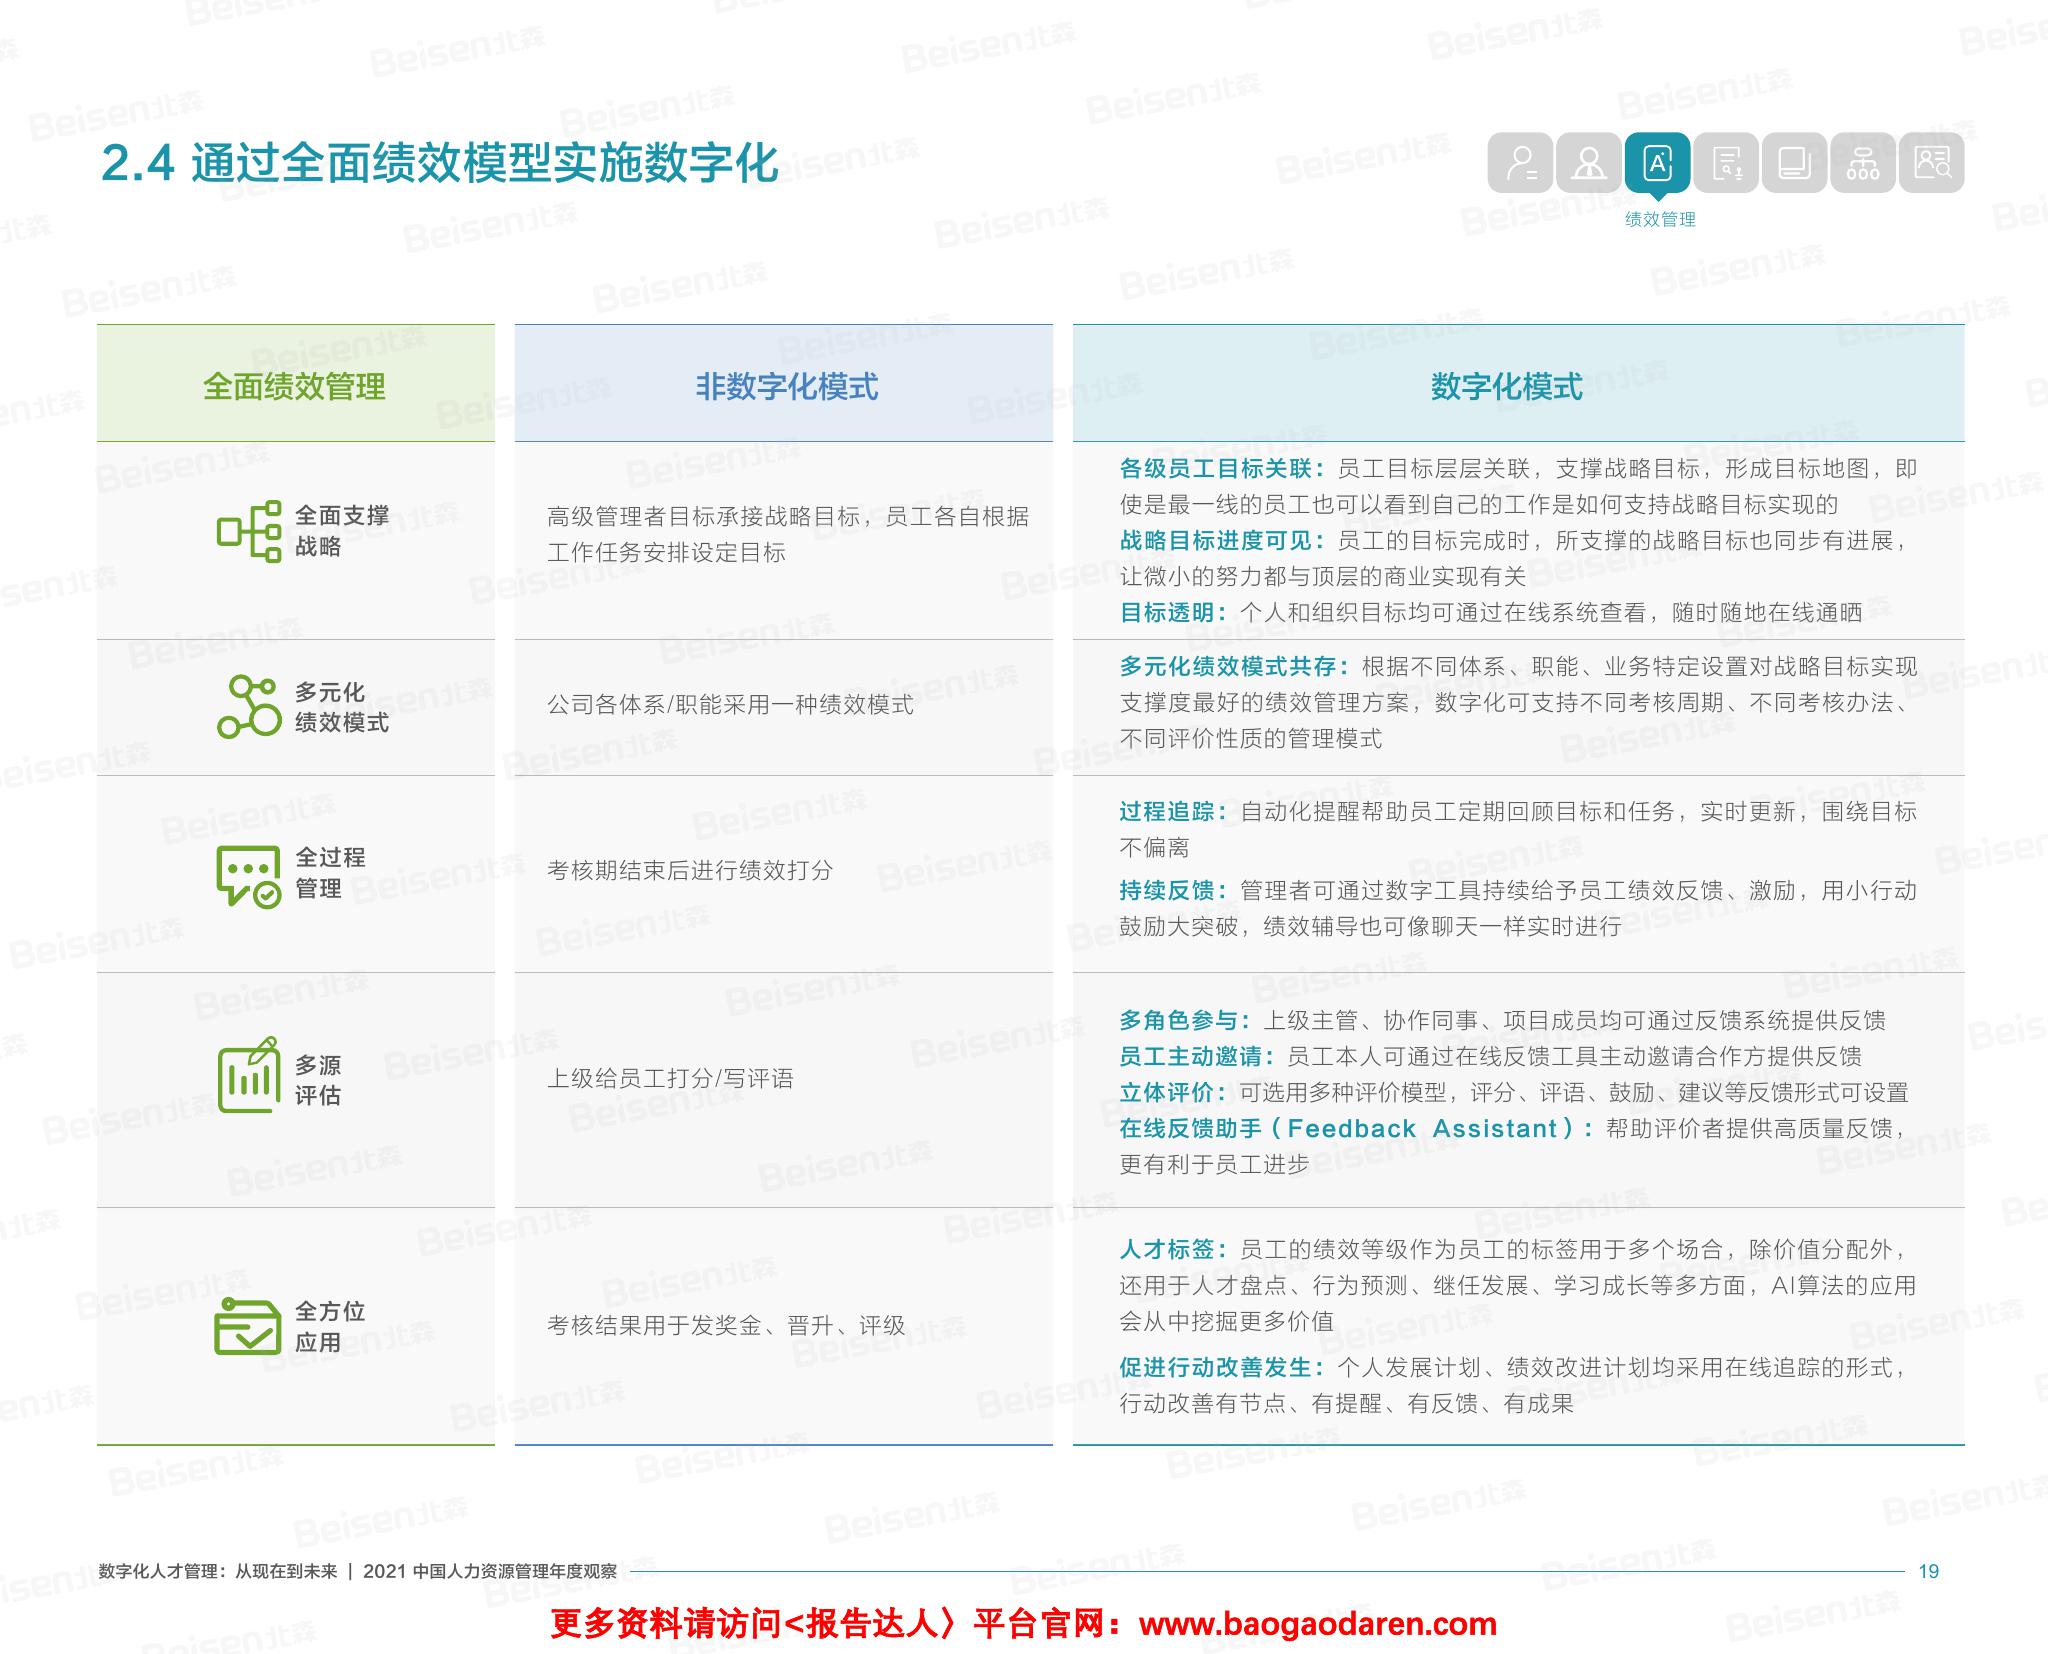 2.4 通过全面绩效模型实施数字化
绩效管理
全面绩效管理
非数字化模式
数字化模式
全面支撑
战略
高级管理者目标承接战略目标，员工各自根据
工作任务安排设定目标
各级员工目标关联：员工目标层层关联，支撑战略目标，形成目标地图，即
使是最一线的员工也可以看到自己的工作是如何支持战略目标实现的
战略目标进度可见：员工的目标完成时，所支撑的战略目标也同步有进展，
让微小的努力都与顶层的商业实现有关
目标透明：个人和组织目标均可通过在线系统查看，随时随地在线通晒
多元化
绩效模式
公司各体系/职能采用一种绩效模式
多元化绩效模式共存：根据不同体系、职能、业务特定设置对战略目标实现
支撑度最好的绩效管理方案，数字化可支持不同考核周期、不同考核办法、
不同评价性质的管理模式
全过程
管理
考核期结束后进行绩效打分
过程追踪：自动化提醒帮助员工定期回顾目标和任务，实时更新，围绕目标
不偏离
持续反馈：管理者可通过数字工具持续给予员工绩效反馈、激励，用小行动
鼓励大突破，绩效辅导也可像聊天一样实时进行
多源
评估
上级给员工打分/写评语
多角色参与：上级主管、协作同事、项目成员均可通过反馈系统提供反馈
员工主动邀请：员工本人可通过在线反馈工具主动邀请合作方提供反馈
立体评价：可选用多种评价模型，评分、评语、鼓励、建议等反馈形式可设置
在线反馈助手（Feedback Assistant）：帮助评价者提供高质量反馈，
更有利于员工进步
全方位
应用
考核结果用于发奖金、晋升、评级
人才标签：员工的绩效等级作为员工的标签用于多个场合，除价值分配外，
还用于人才盘点、行为预测、继任发展、学习成长等多方面，AI算法的应用
会从中挖掘更多价值
促进行动改善发生：个人发展计划、绩效改进计划均采用在线追踪的形式，
行动改善有节点、有提醒、有反馈、有成果
数字化人才管理：从现在到未来 | 2021 中国人力资源管理年度观察
19
更多资料请访问<报告达人〉平台官网：www.baogaodaren.com
Beisen北森